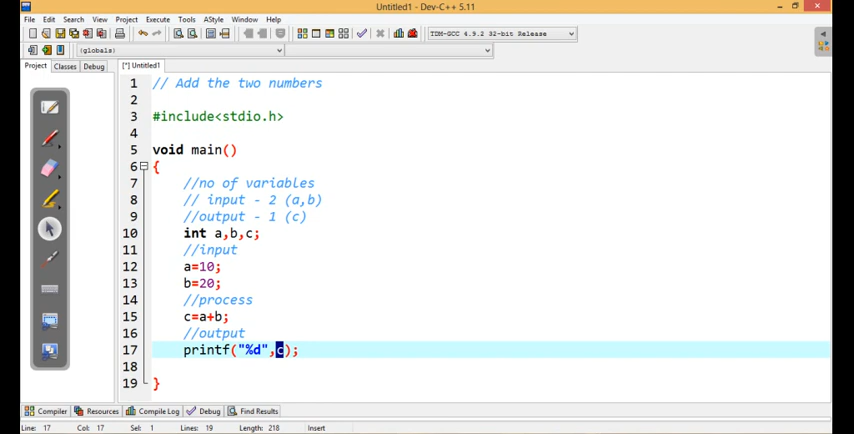 Untitled1 - Dev-C++ 5.11
File Edit Search View Project Execute Tools AStyle Window Help
TDM-GCC 4.9.2 32-bit Release
(globals)
Project Classes Debug [*] Untitled1
1 // Add the two numbers
2
3 #include<stdio.h>
4
5 void main()
6 {
7 //no of variables
8 // input - 2 (a,b)
9 //output - 1 (c)
10 int a,b,c;
11 //input
12 a=10;
13 b=20;
14 //process
15 c=a+b;
16 //output
17 printf("%d",c);
18
19 }
Compiler Resources Compile Log Debug Find Results
Line: 17 Col: 17 Sel: 1 Lines: 19 Length: 218 Insert